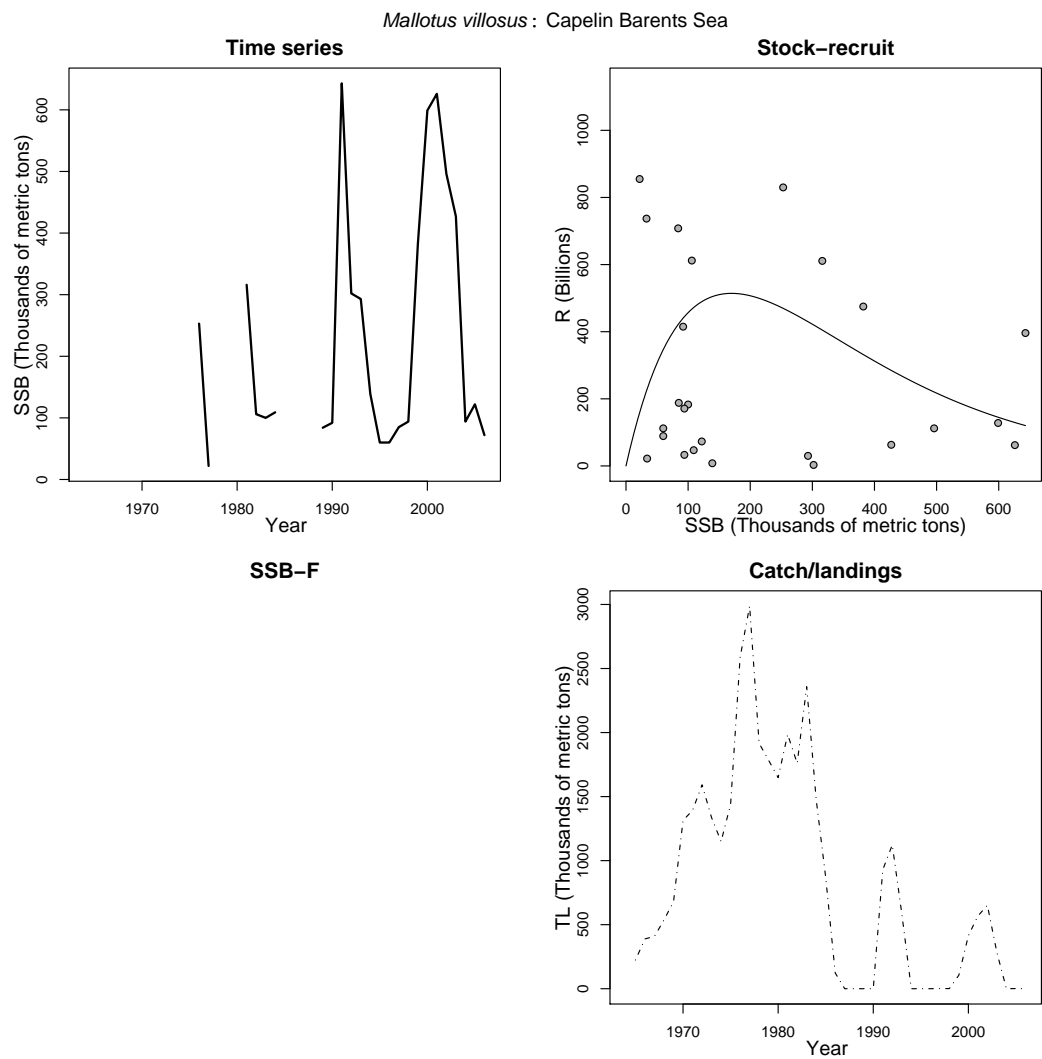 Mallotus villosus : Capelin Barents Sea
Time series
SSB (Thousands of metric tons)
0 100 200 300 400 500 600
1970 1980 1990 2000
Year
Stock−recruit
R (Billions)
0 200 400 600 800 1000
0 100 200 300 400 500 600
SSB (Thousands of metric tons)
SSB−F
Catch/landings
TL (Thousands of metric tons)
0 500 1000 1500 2000 2500 3000
1970 1980 1990 2000
Year